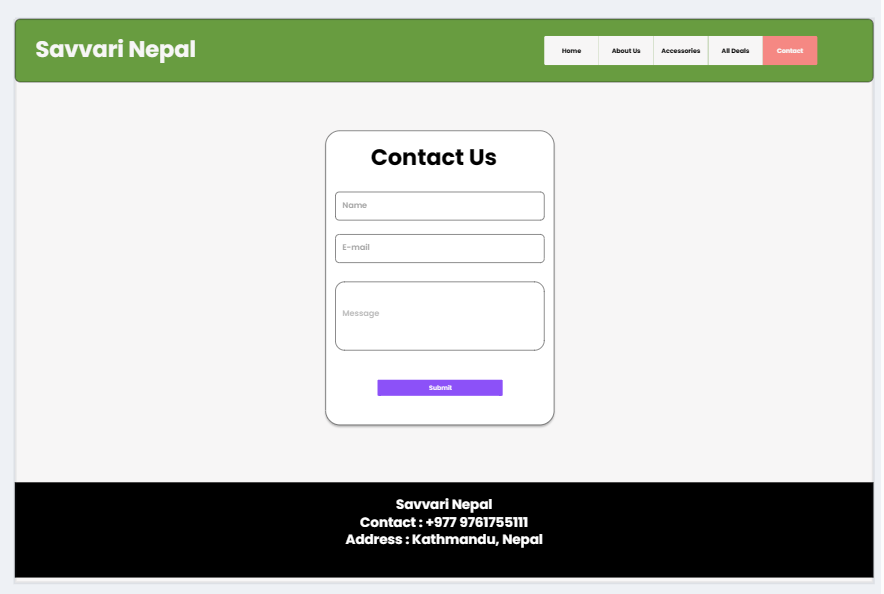 Savvari Nepal
Home
About Us
Accessories
All Deals
Contact
Contact Us
Name
E-mail
Message
Submit
Savvari Nepal
Contact : +977 9761755111
Address : Kathmandu, Nepal